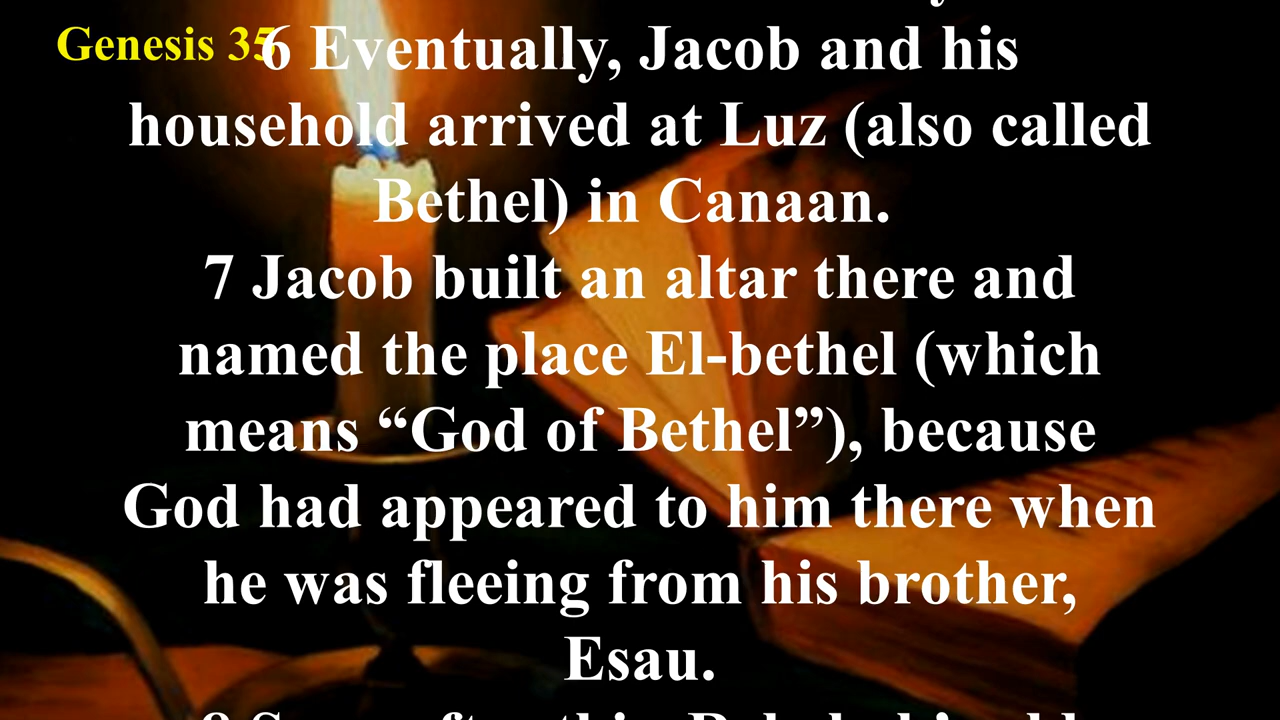 Genesis 35
6 Eventually, Jacob and his
household arrived at Luz (also called
Bethel) in Canaan.
7 Jacob built an altar there and
named the place El-bethel (which
means “God of Bethel”), because
God had appeared to him there when
he was fleeing from his brother,
Esau.